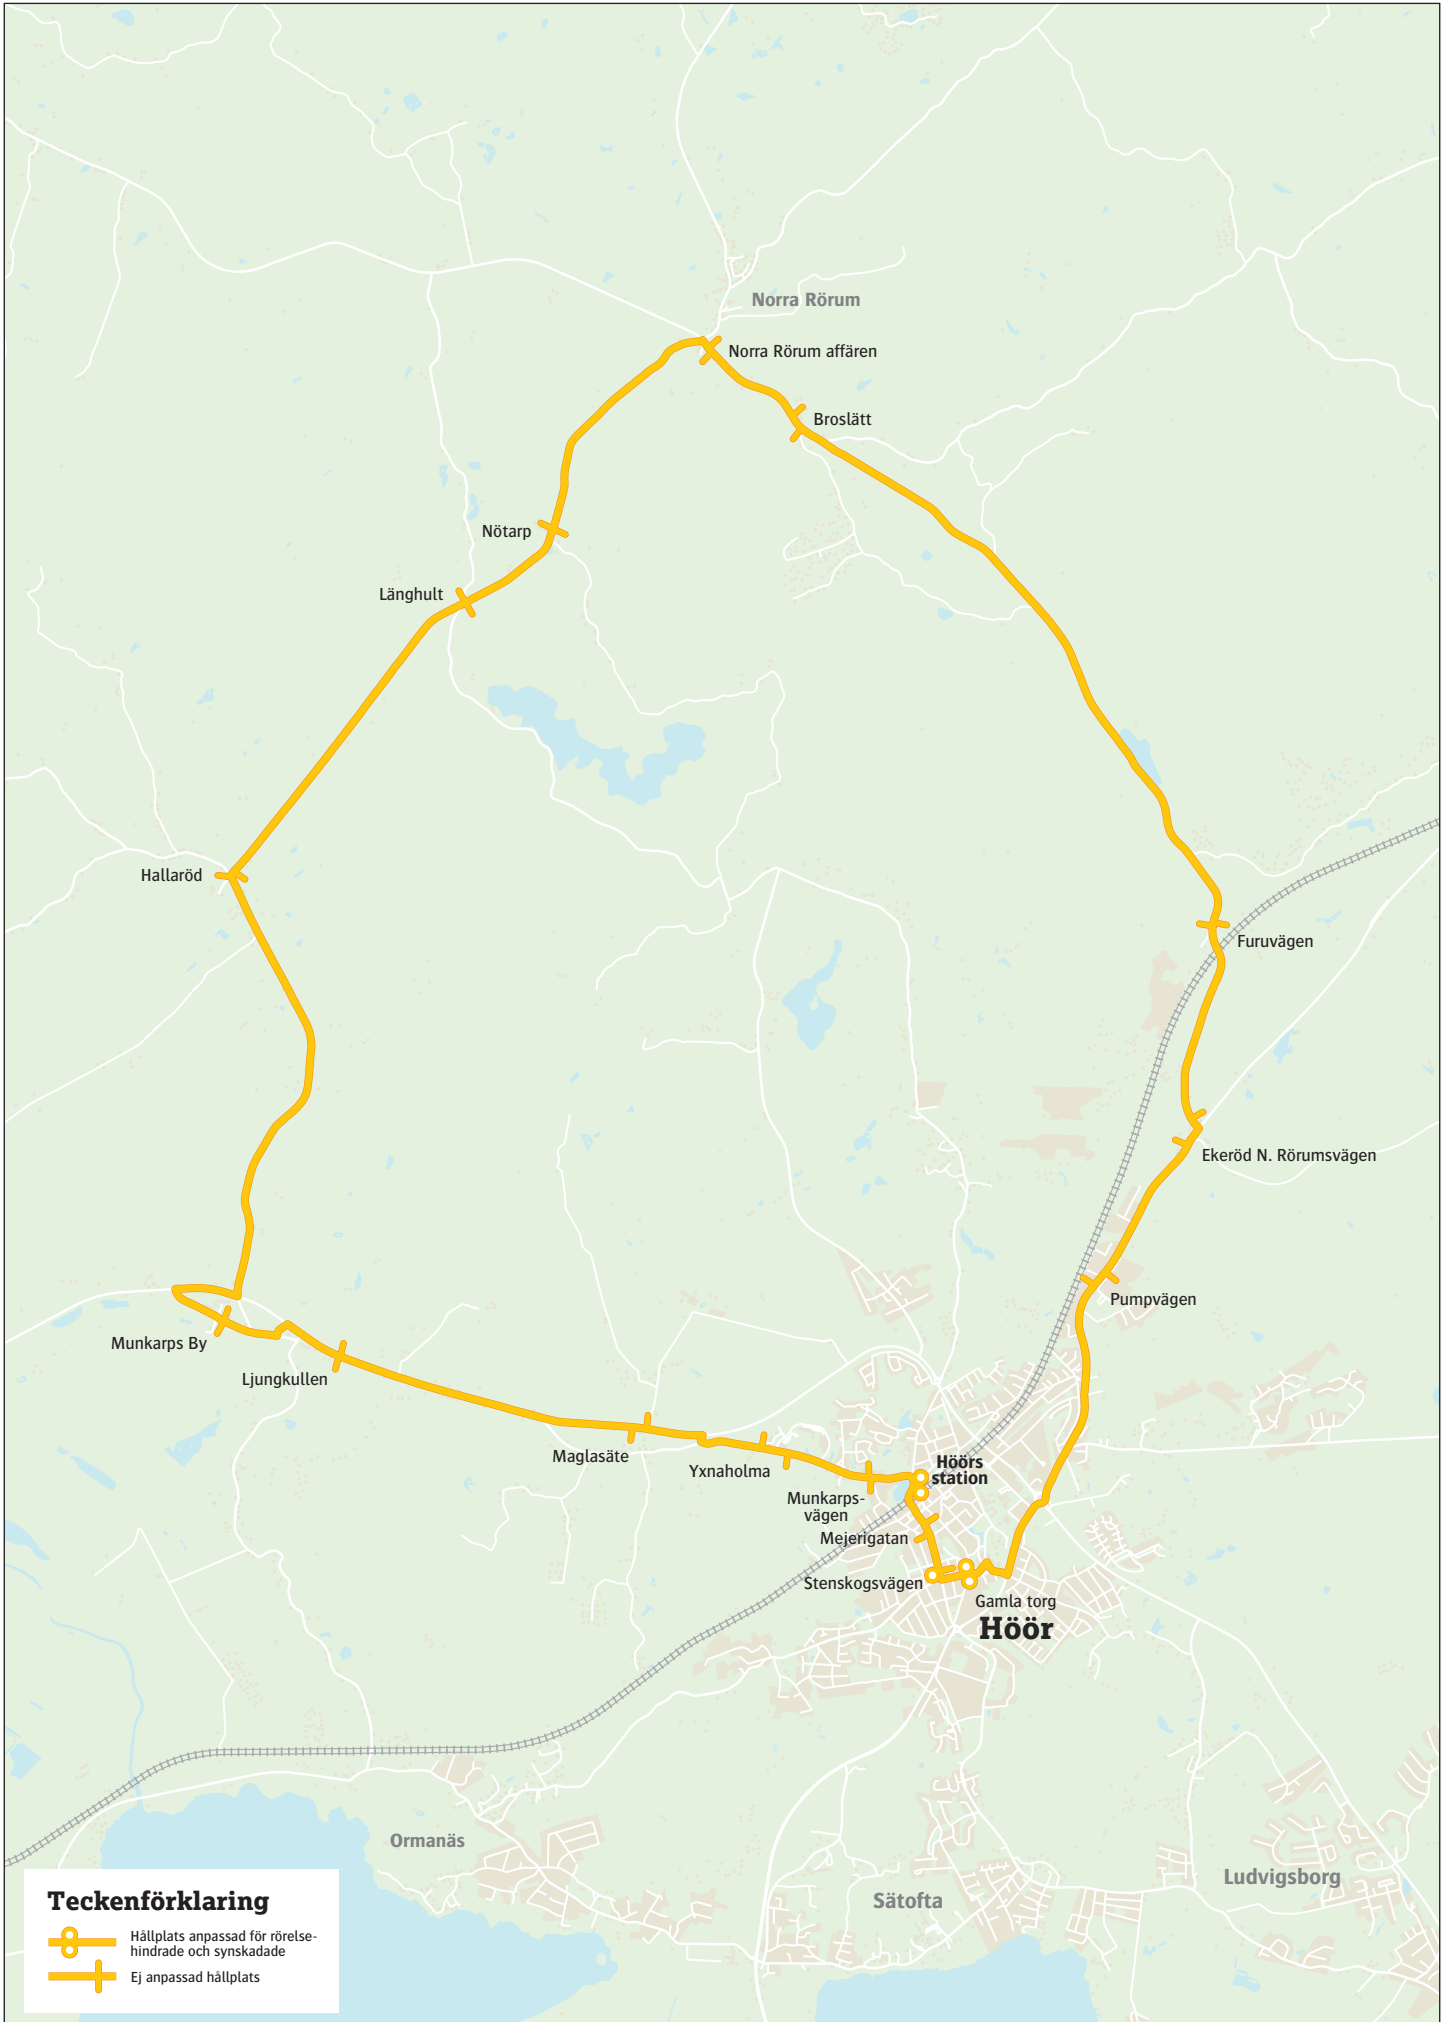 Norra Rörum
Norra Rörum affären
Broslätt
Nötarp
Länghult
Hallaröd
Furuvägen
Ekeröd N. Rörumsvägen
Pumpvägen
Munkarps By
Ljungkullen
Maglasäte
Yxnaholma
Höörs
station
Munkarps-
vägen
Mejerigatan
Stenskogsvägen
Gamla torg
Höör
Ormanäs
Sätofta
Ludvigsborg
Teckenförklaring
Hållplats anpassad för rörelse-
hindrade och synskadade
Ej anpassad hållplats